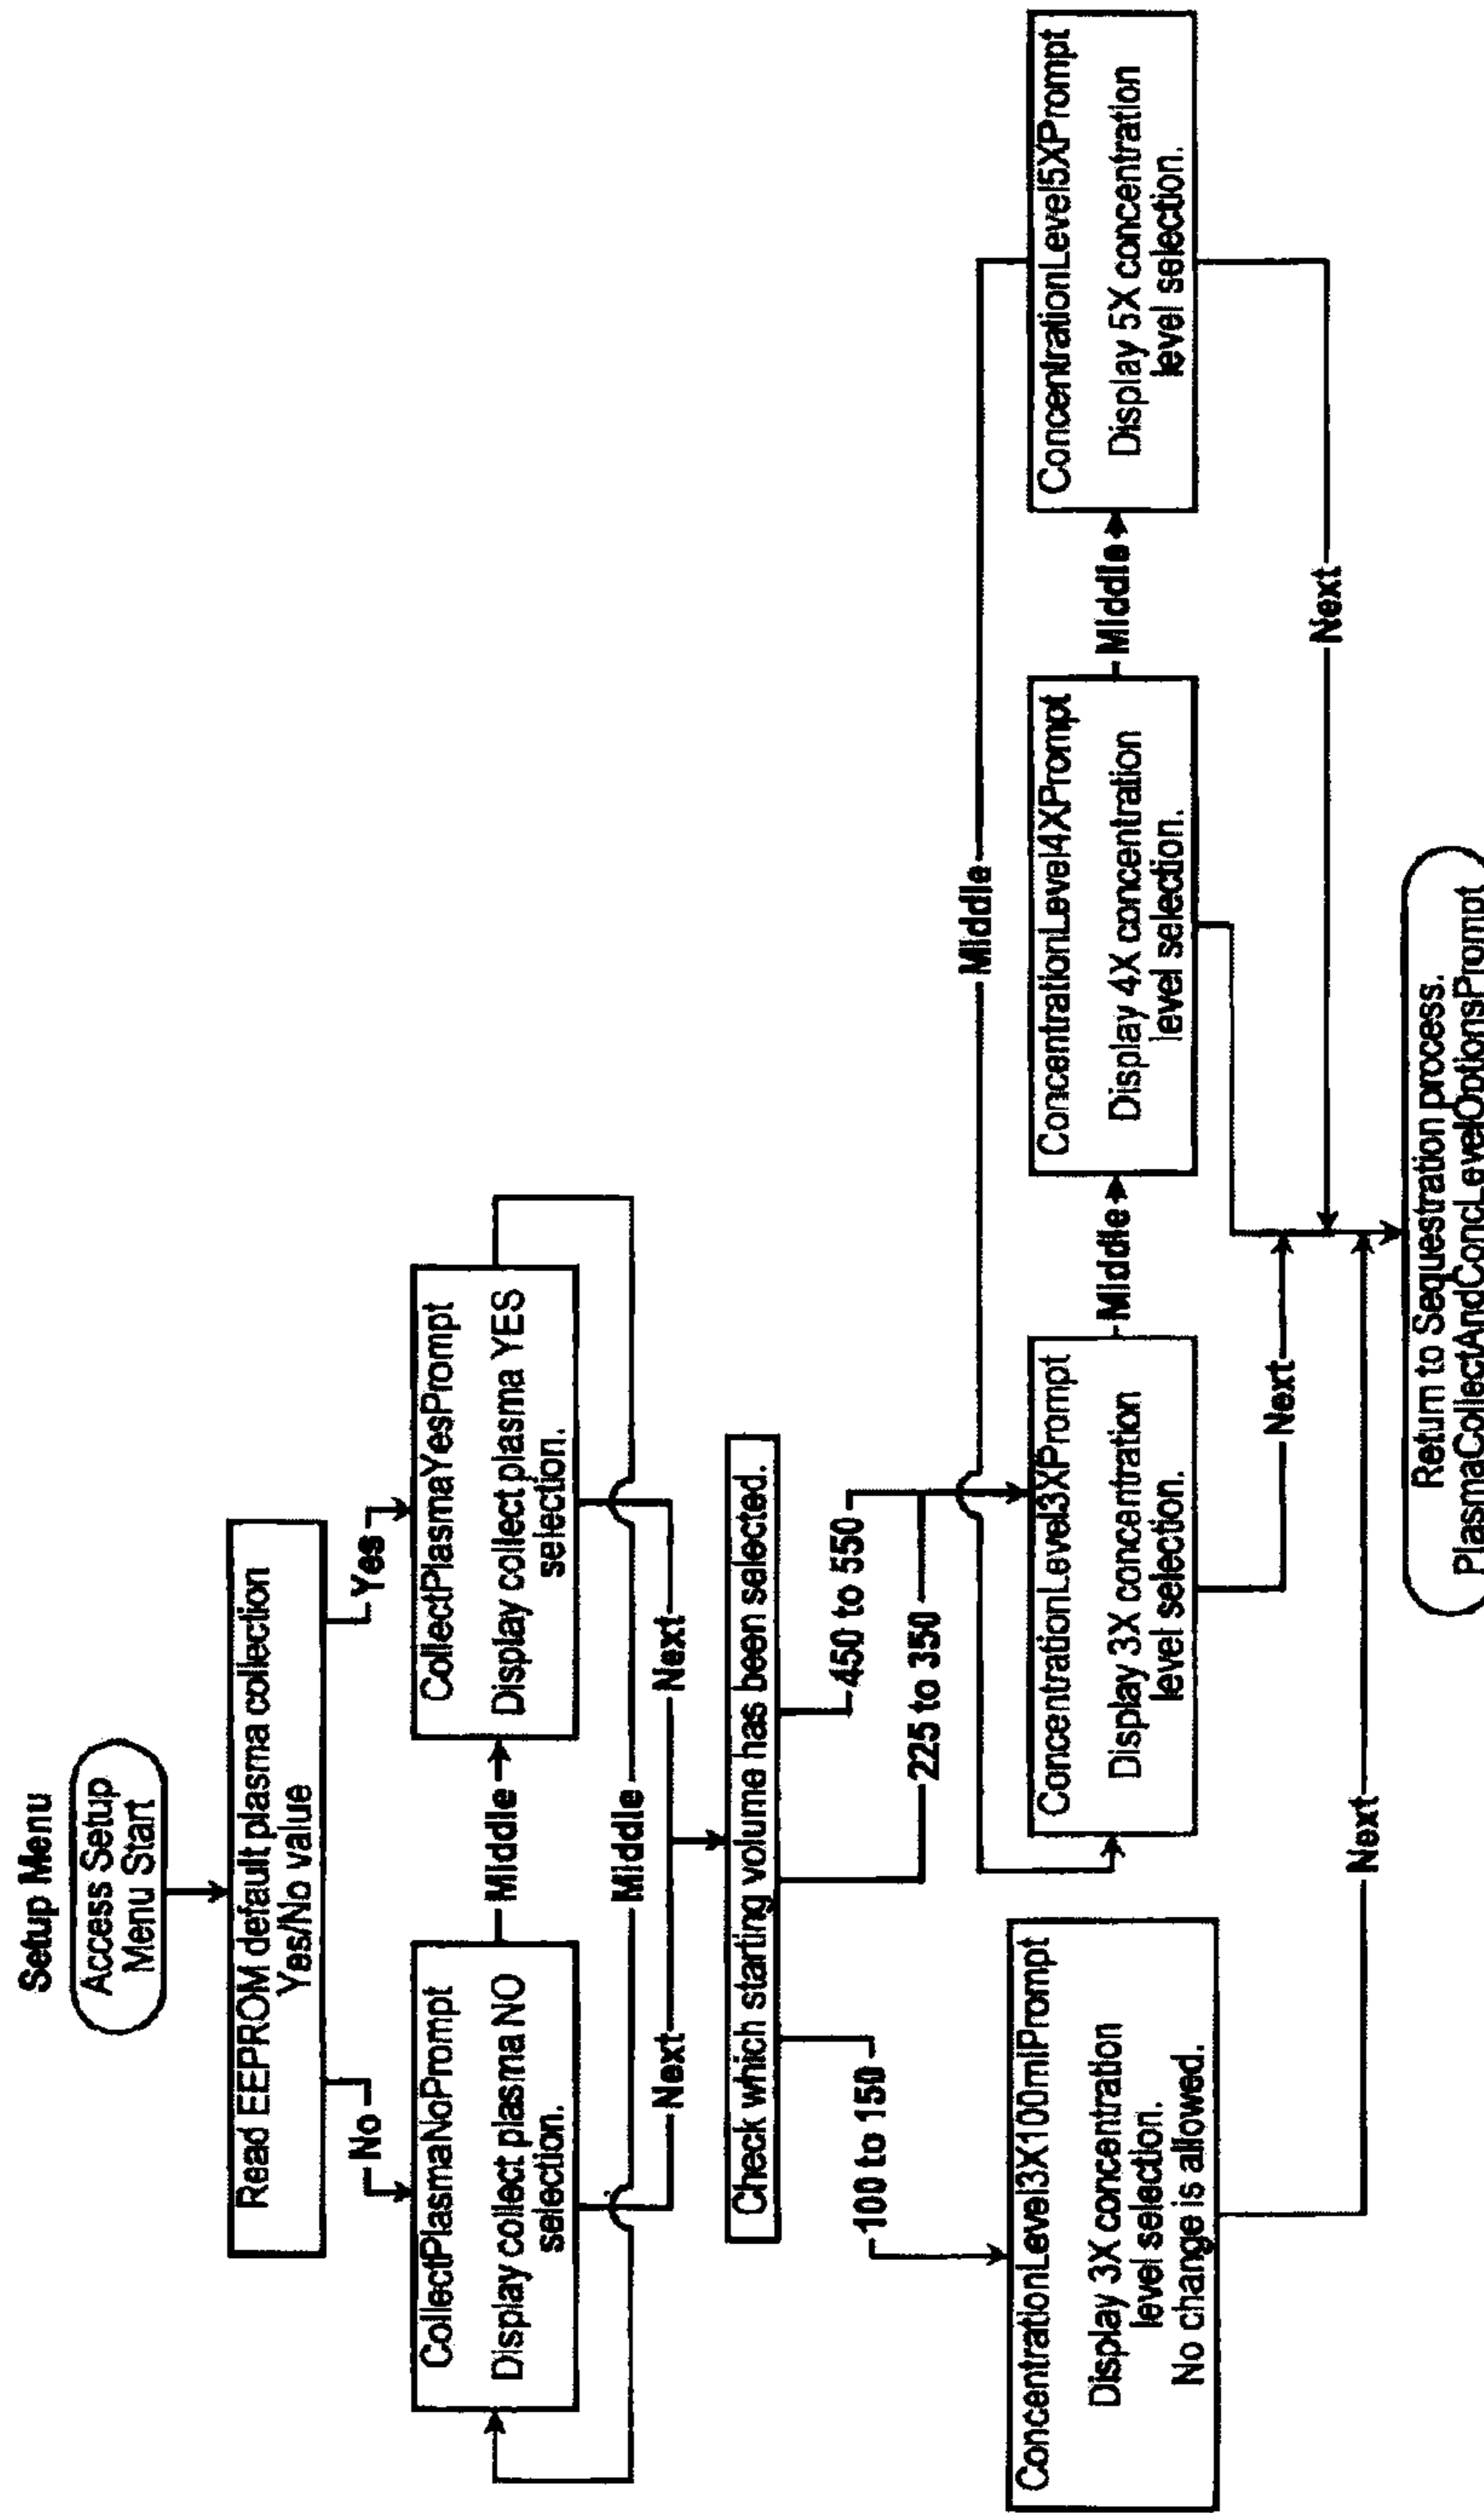 Setup Menu
Access Setup
Menu Start
Read EEPROM default plasma collection
Yes/No value
No
Yes
CollectPlasmaNoPrompt
Display collect plasma NO
selection.
Middle
CollectPlasmaYesPrompt
Display collect plasma YES
selection.
Middle
Next
Next
Check which starting volume has been selected.
100 to 150
225 to 350
450 to 550
Middle
ConcentrationLevel3X100mlPrompt
Display 3X concentration
level selection.
No change is allowed.
ConcentrationLevel3XPrompt
Display 3X concentration
level selection.
Middle
ConcentrationLevel4XPrompt
Display 4X concentration
level selection.
Middle
ConcentrationLevel5XPrompt
Display 5X concentration
level selection.
Next
Next
Next
Return to Sequestration process.
PlasmaCollectAndConcLevelOptionsPrompt